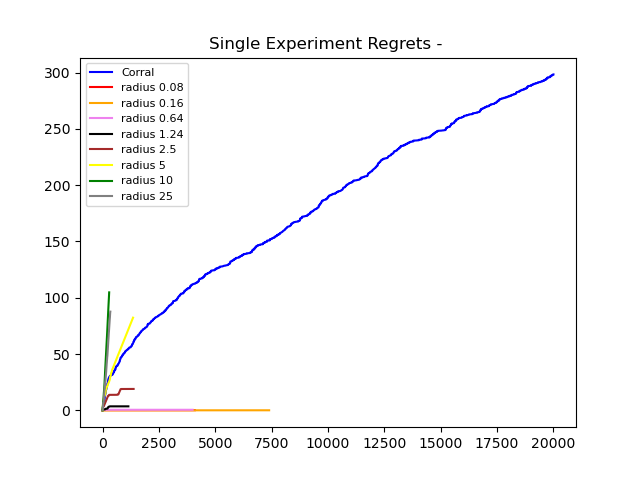 Single Experiment Regrets -
Corral
radius 0.08
radius 0.16
radius 0.64
radius 1.24
radius 2.5
radius 5
radius 10
radius 25
300
250
200
150
100
50
0
0 2500 5000 7500 10000 12500 15000 17500 20000